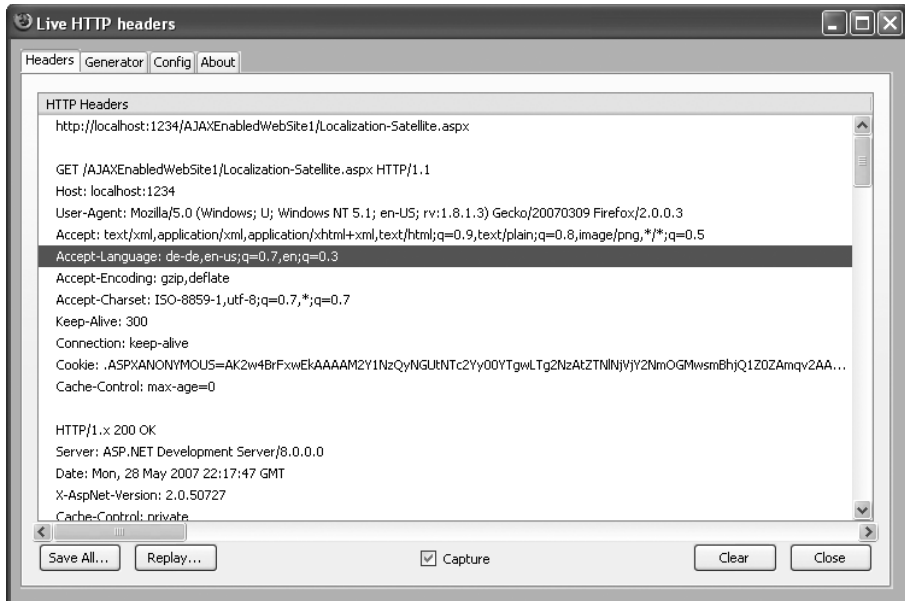 Live HTTP headers
Headers Generator Config About
HTTP Headers
http://localhost:1234/AJAXEnabledWebSite1/Localization-Satellite.aspx
GET /AJAXEnabledWebSite1/Localization-Satellite.aspx HTTP/1.1
Host: localhost:1234
User-Agent: Mozilla/5.0 (Windows; U; Windows NT 5.1; en-US; rv:1.8.1.3) Gecko/20070309 Firefox/2.0.0.3
Accept: text/xml,application/xml,application/xhtml+xml,text/html;q=0.9,text/plain;q=0.8,image/png,*/*;q=0.5
Accept-Language: de-de,en-us;q=0.7,en;q=0.3
Accept-Encoding: gzip,deflate
Accept-Charset: ISO-8859-1,utf-8;q=0.7,*;q=0.7
Keep-Alive: 300
Connection: keep-alive
Cookie: .ASPXANONYMOUS=AK2w4BrFxwEkAAAAM2Y1NzQyNGUtNTc2Yy00YTgwLTg2NzAtZTNlNjVjY2NmOGMwsmBhjQ1Z0ZAmqv2AA...
Cache-Control: max-age=0
HTTP/1.x 200 OK
Server: ASP.NET Development Server/8.0.0.0
Date: Mon, 28 May 2007 22:17:47 GMT
X-AspNet-Version: 2.0.50727
Cache-Control: private
Save All... Replay... Capture Clear Close